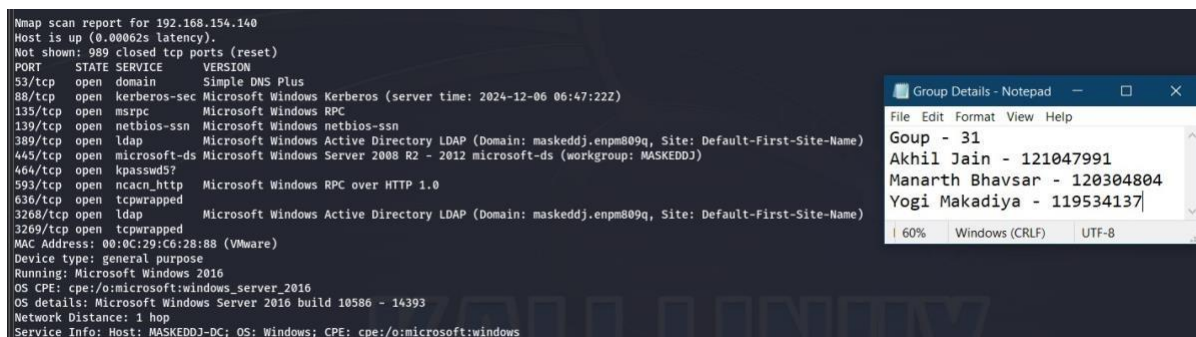 Nmap scan report for 192.168.154.140
Host is up (0.00062s latency).
Not shown: 989 closed tcp ports (reset)
PORT STATE SERVICE VERSION
53/tcp open domain Simple DNS Plus
88/tcp open kerberos-sec Microsoft Windows Kerberos (server time: 2024-12-06 06:47:22Z)
135/tcp open msrpc Microsoft Windows RPC
139/tcp open netbios-ssn Microsoft Windows netbios-ssn
389/tcp open ldap Microsoft Windows Active Directory LDAP (Domain: maskeddj.enpm809q, Site: Default-First-Site-Name)
445/tcp open microsoft-ds Microsoft Windows Server 2008 R2 - 2012 microsoft-ds (workgroup: MASKEDDJ)
464/tcp open kpasswd5?
593/tcp open ncacn_http Microsoft Windows RPC over HTTP 1.0
636/tcp open tcpwrapped
3268/tcp open ldap Microsoft Windows Active Directory LDAP (Domain: maskeddj.enpm809q, Site: Default-First-Site-Name)
3269/tcp open tcpwrapped
MAC Address: 00:0C:29:C6:28:88 (VMware)
Device type: general purpose
Running: Microsoft Windows 2016
OS CPE: cpe:/o:microsoft:windows_server_2016
OS details: Microsoft Windows Server 2016 build 10586 - 14393
Network Distance: 1 hop
Service Info: Host: MASKEDDJ-DC; OS: Windows; CPE: cpe:/o:microsoft:windows
Group Details - Notepad
File Edit Format View Help
Goup - 31
Akhil Jain - 121047991
Manarth Bhavsar - 120304804
Yogi Makadiya - 119534137
60% Windows (CRLF) UTF-8